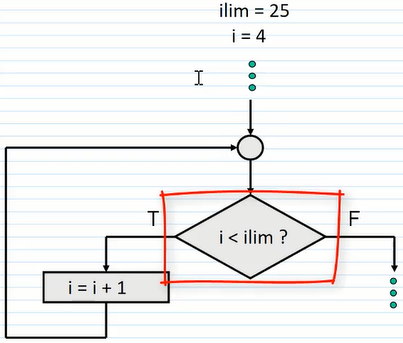 ilim = 25
i = 4
T
F
i < ilim ?
i = i + 1